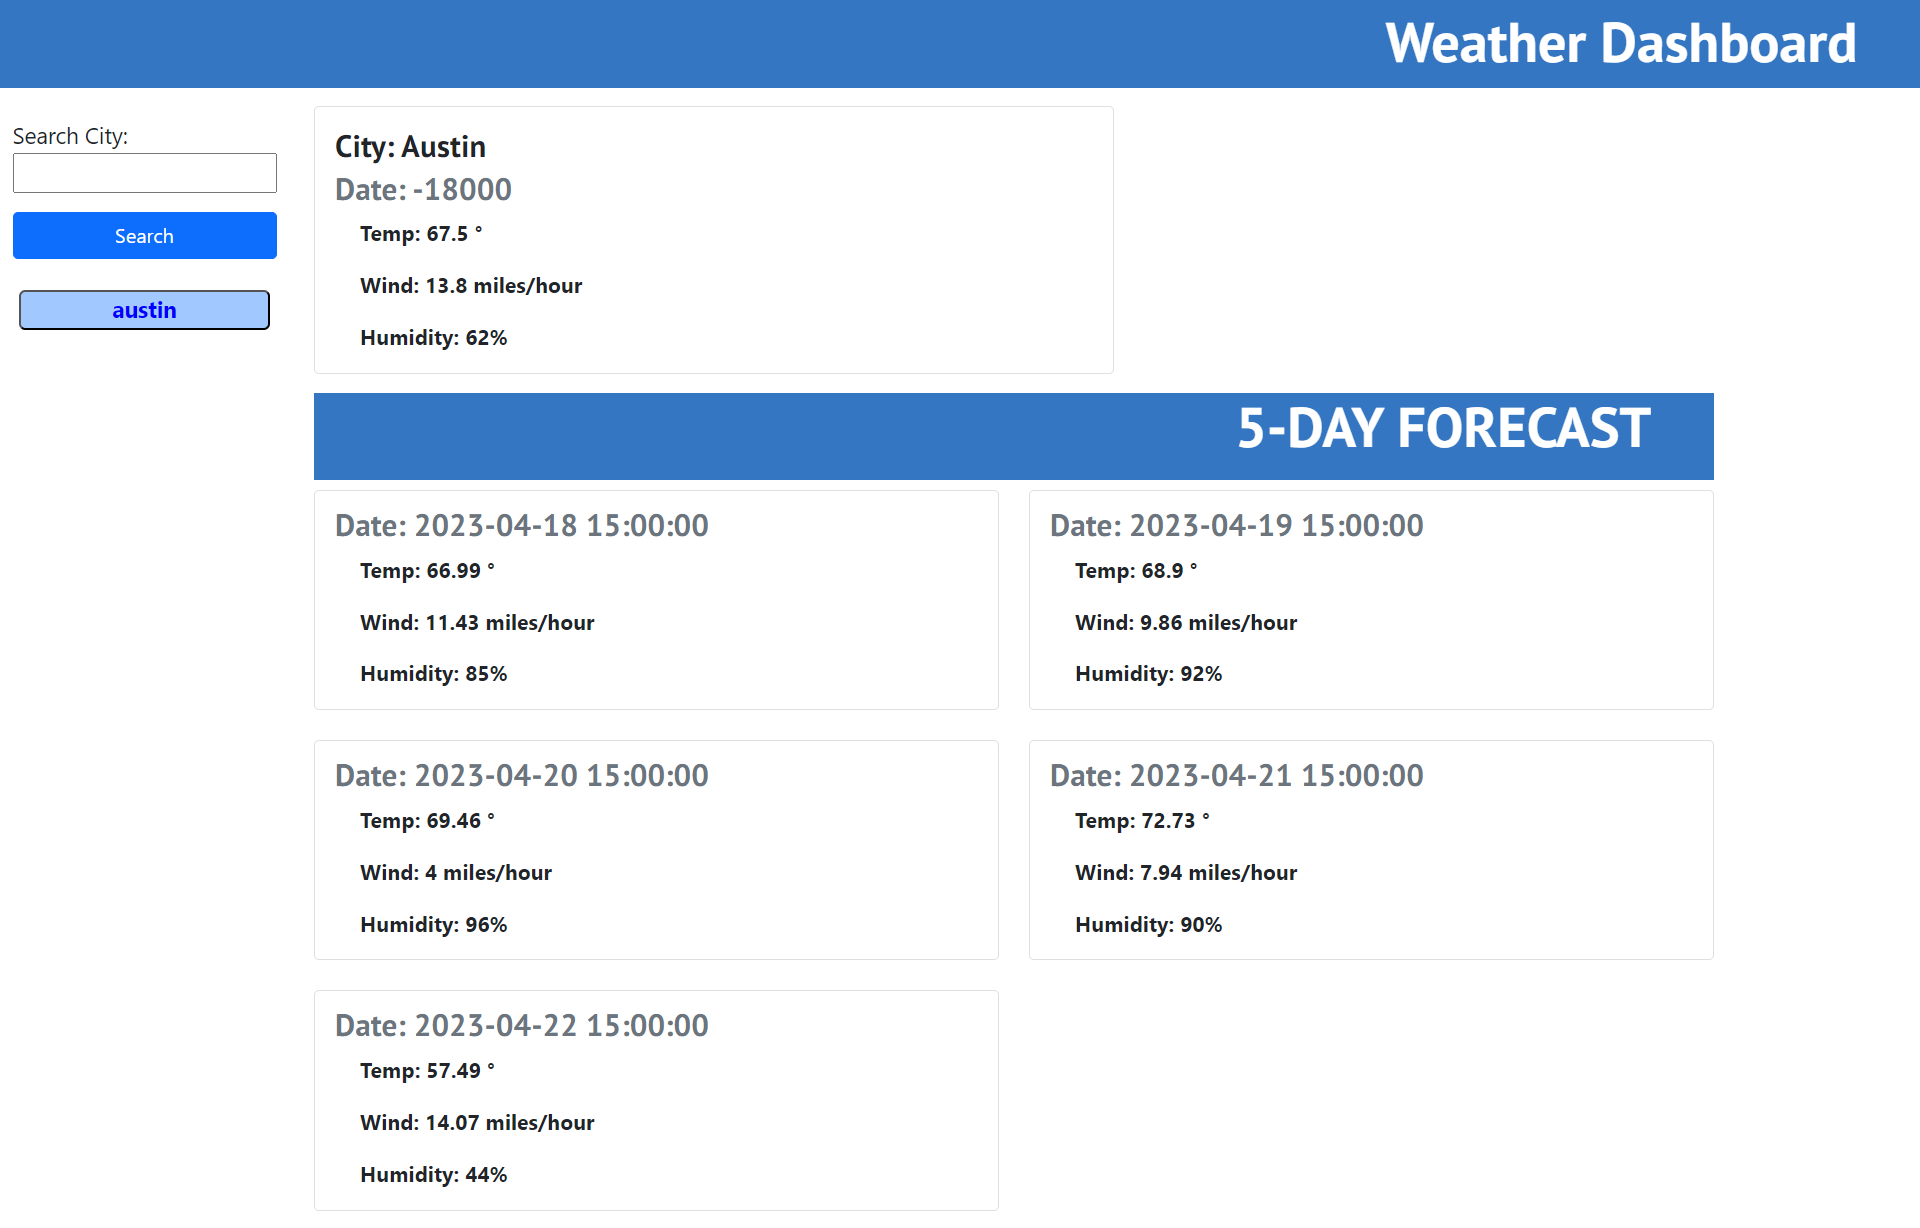 Weather Dashboard
Search City:
Search
austin
City: Austin
Date: -18000
Temp: 67.5 °
Wind: 13.8 miles/hour
Humidity: 62%
5-DAY FORECAST
Date: 2023-04-18 15:00:00
Temp: 66.99 °
Wind: 11.43 miles/hour
Humidity: 85%
Date: 2023-04-19 15:00:00
Temp: 68.9 °
Wind: 9.86 miles/hour
Humidity: 92%
Date: 2023-04-20 15:00:00
Temp: 69.46 °
Wind: 4 miles/hour
Humidity: 96%
Date: 2023-04-21 15:00:00
Temp: 72.73 °
Wind: 7.94 miles/hour
Humidity: 90%
Date: 2023-04-22 15:00:00
Temp: 57.49 °
Wind: 14.07 miles/hour
Humidity: 44%